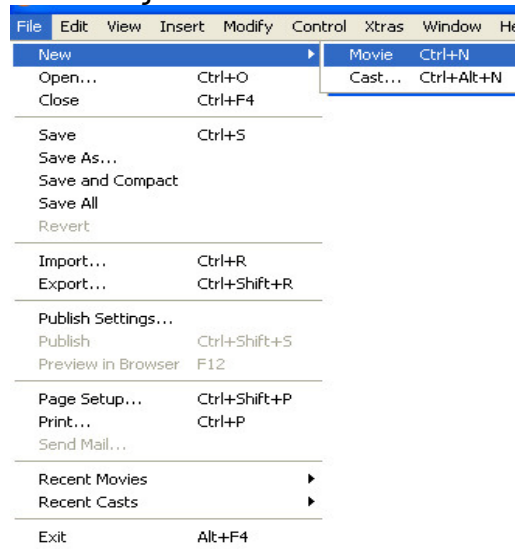 File Edit View Insert Modify Control Xtras Window He
New Movie Ctrl+N
Open... Ctrl+O Cast... Ctrl+Alt+N
Close Ctrl+F4
Save Ctrl+S
Save As...
Save and Compact
Save All
Revert
Import... Ctrl+R
Export... Ctrl+Shift+R
Publish Settings...
Publish Ctrl+Shift+S
Preview in Browser F12
Page Setup... Ctrl+Shift+P
Print... Ctrl+P
Send Mail...
Recent Movies
Recent Casts
Exit Alt+F4